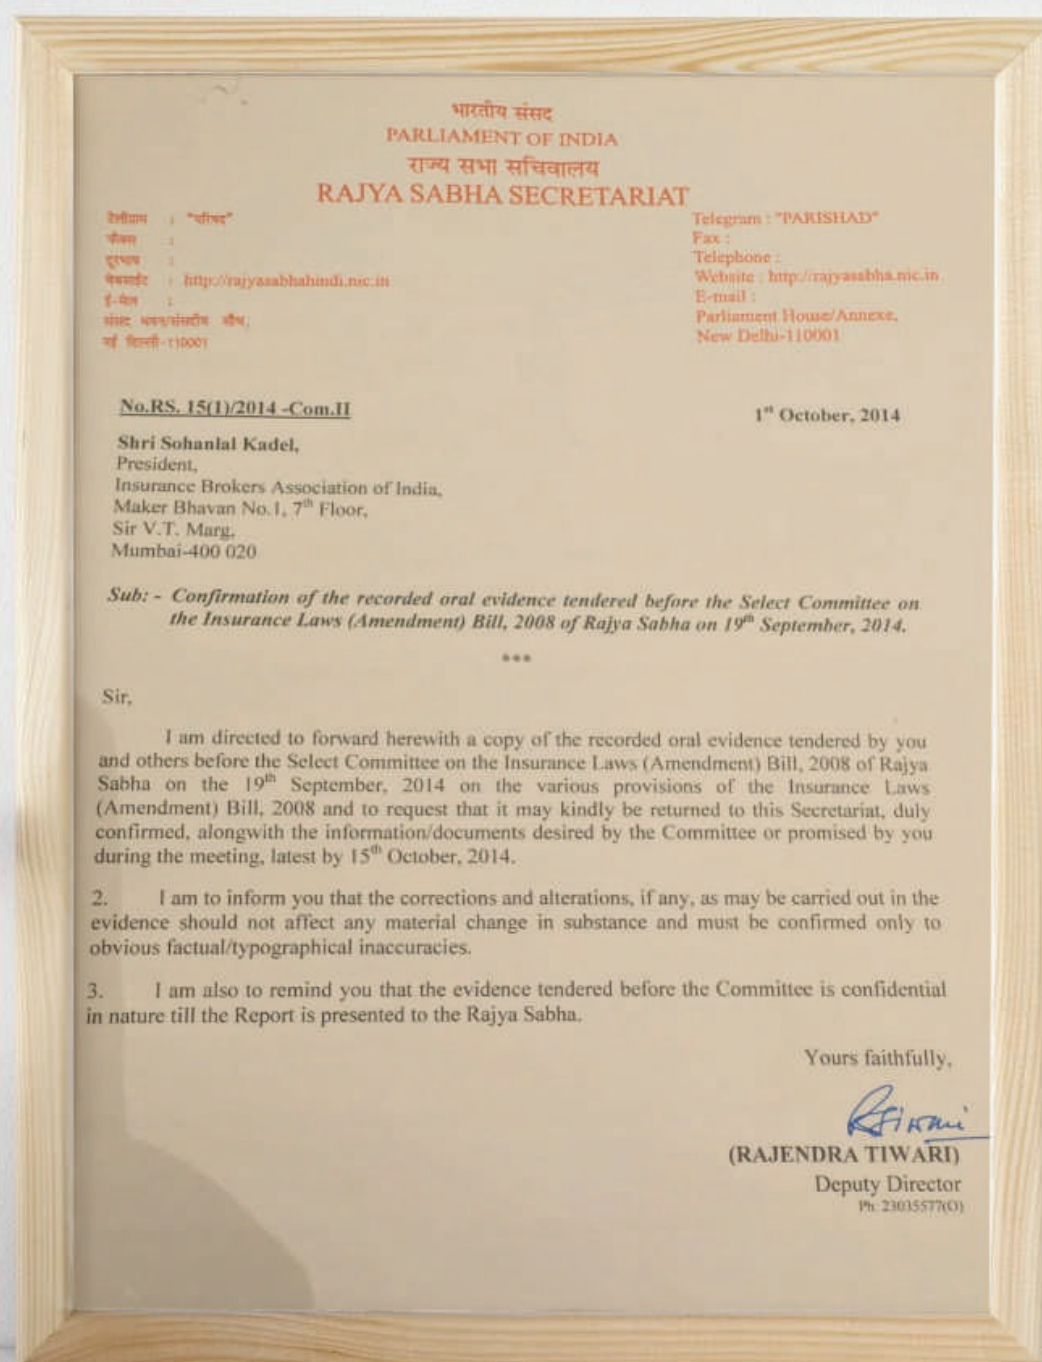 भारतीय संसद
PARLIAMENT OF INDIA
राज्य सभा सचिवालय
RAJYA SABHA SECRETARIAT
टेलीग्राम : "परिषद"
फैक्स :
दूरभाष :
वेबसाईट : http://rajyasabhahindi.nic.in
ई-मेल :
संसद भवन/संसदीय सौध,
नई दिल्ली-110001
Telegram : "PARISHAD"
Fax :
Telephone :
Website : http://rajyasabha.nic.in
E-mail :
Parliament House/Annexe,
New Delhi-110001
No.RS. 15(1)/2014 -Com.II
1st October, 2014
Shri Sohanlal Kadel,
President,
Insurance Brokers Association of India,
Maker Bhavan No.1, 7th Floor,
Sir V.T. Marg,
Mumbai-400 020
Sub: - Confirmation of the recorded oral evidence tendered before the Select Committee on
the Insurance Laws (Amendment) Bill, 2008 of Rajya Sabha on 19th September, 2014.
***
Sir,
I am directed to forward herewith a copy of the recorded oral evidence tendered by you
and others before the Select Committee on the Insurance Laws (Amendment) Bill, 2008 of Rajya
Sabha on the 19th September, 2014 on the various provisions of the Insurance Laws
(Amendment) Bill, 2008 and to request that it may kindly be returned to this Secretariat, duly
confirmed, alongwith the information/documents desired by the Committee or promised by you
during the meeting, latest by 15th October, 2014.
2. I am to inform you that the corrections and alterations, if any, as may be carried out in the
evidence should not affect any material change in substance and must be confirmed only to
obvious factual/typographical inaccuracies.
3. I am also to remind you that the evidence tendered before the Committee is confidential
in nature till the Report is presented to the Rajya Sabha.
Yours faithfully,
(RAJENDRA TIWARI)
Deputy Director
Ph: 23035577(O)